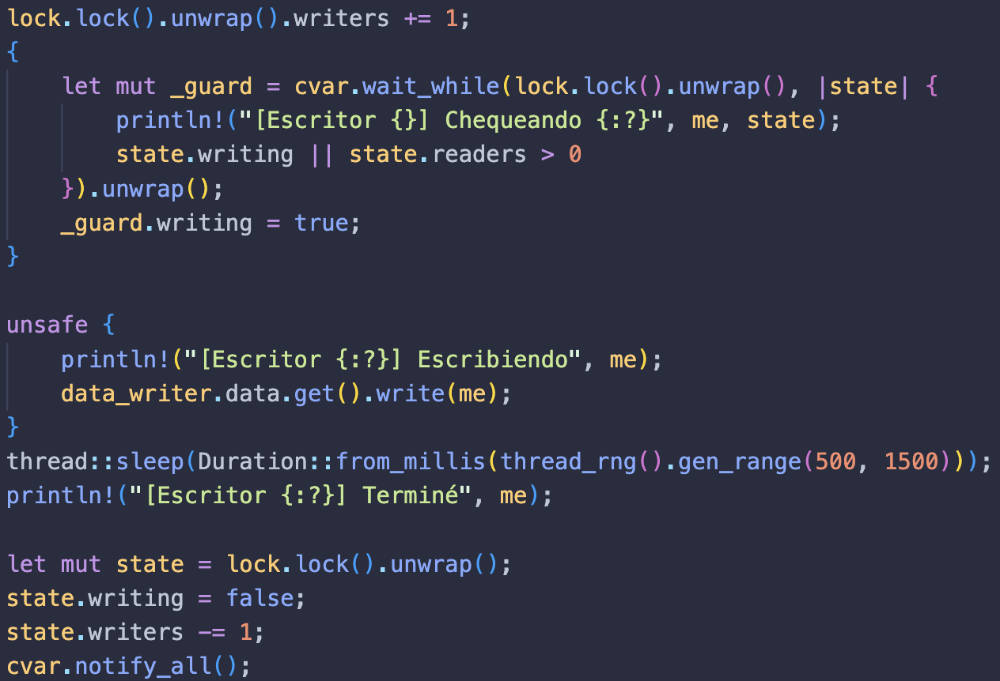 lock.lock().unwrap().writers += 1;
{
    let mut _guard = cvar.wait_while(lock.lock().unwrap(), |state| {
        println!("[Escritor {}] Chequeando {:?}", me, state);
        state.writing || state.readers > 0
    }).unwrap();
    _guard.writing = true;
}

unsafe {
    println!("[Escritor {:?}] Escribiendo", me);
    data_writer.data.get().write(me);
}
thread::sleep(Duration::from_millis(thread_rng().gen_range(500, 1500)));
println!("[Escritor {:?}] Terminé", me);

let mut state = lock.lock().unwrap();
state.writing = false;
state.writers -= 1;
cvar.notify_all();